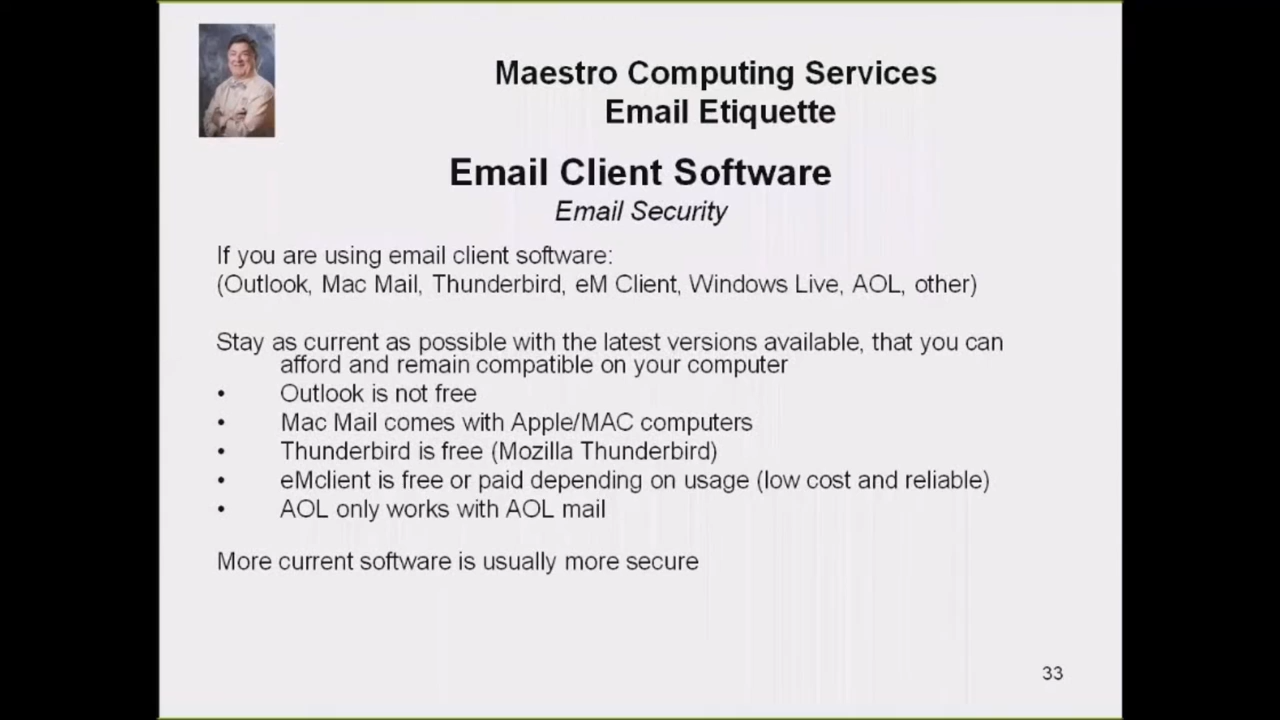 Maestro Computing Services
Email Etiquette
Email Client Software
Email Security
If you are using email client software:
(Outlook, Mac Mail, Thunderbird, eM Client, Windows Live, AOL, other)
Stay as current as possible with the latest versions available, that you can
afford and remain compatible on your computer
• Outlook is not free
• Mac Mail comes with Apple/MAC computers
• Thunderbird is free (Mozilla Thunderbird)
• eMclient is free or paid depending on usage (low cost and reliable)
• AOL only works with AOL mail
More current software is usually more secure
33